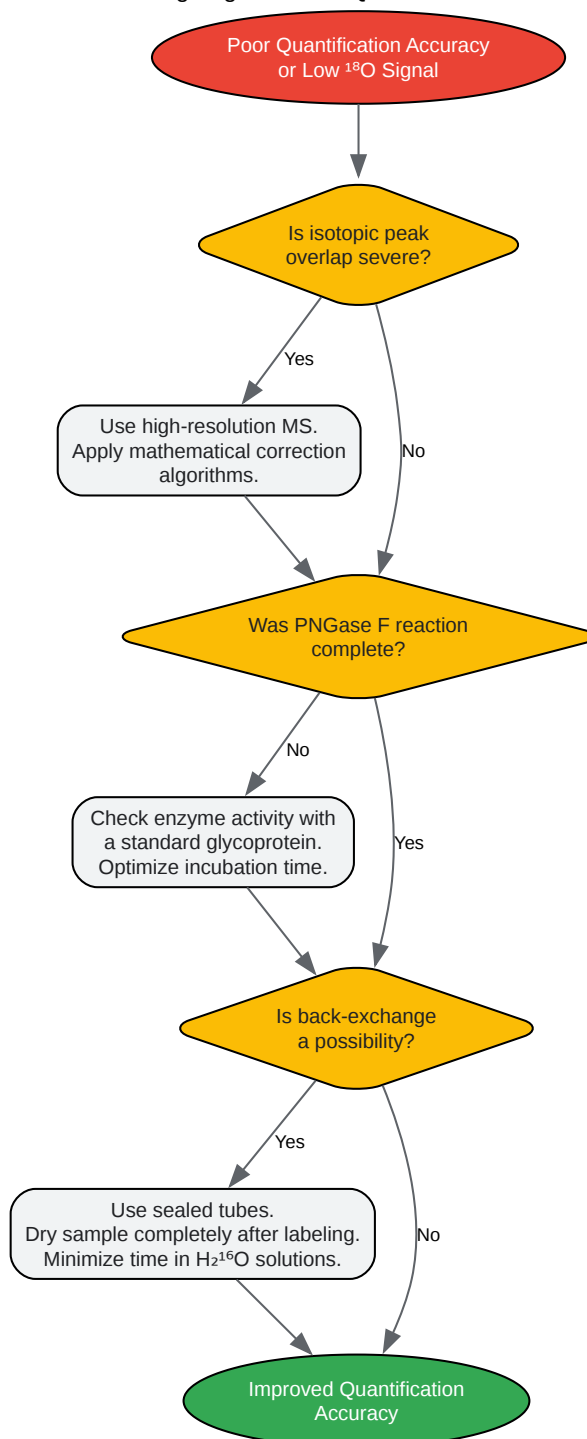 Poor Quantification Accuracy
or Low ¹⁸O Signal
Is isotopic peak
overlap severe?
Yes
Use high-resolution MS.
Apply mathematical correction
algorithms.
No
Was PNGase F reaction
complete?
No
Check enzyme activity with
a standard glycoprotein.
Optimize incubation time.
Yes
Is back-exchange
a possibility?
Yes
Use sealed tubes.
Dry sample completely after labeling.
Minimize time in H₂¹⁶O solutions.
No
Improved Quantification
Accuracy